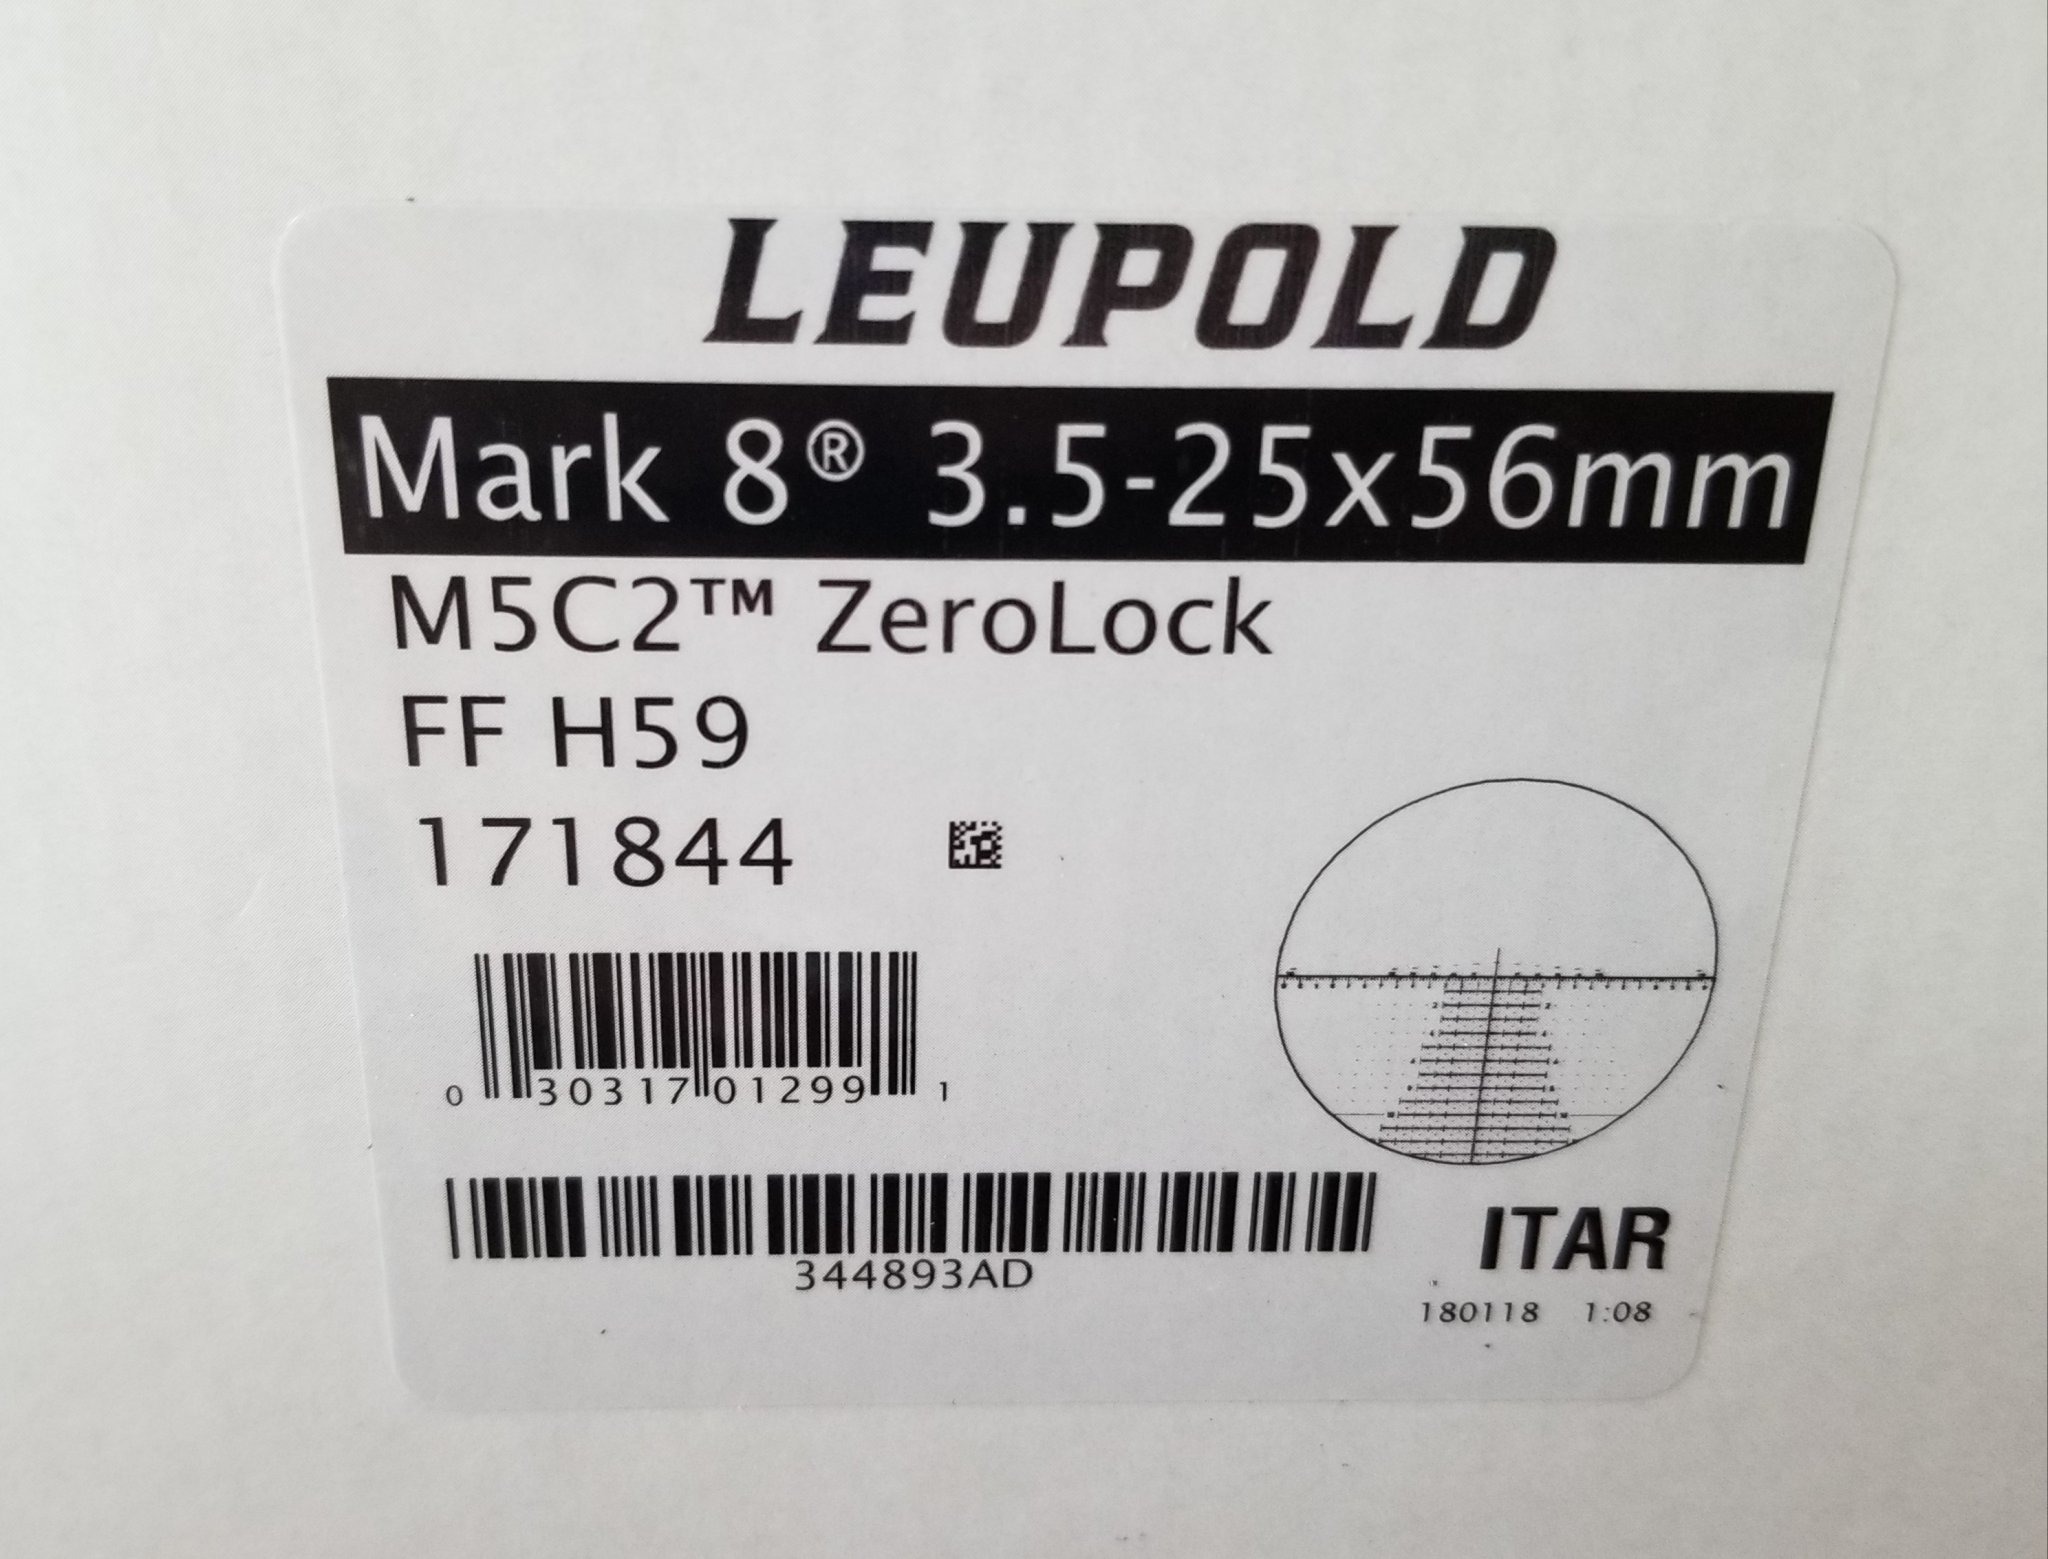 LEUPOLD
Mark 8® 3.5-25x56mm
M5C2™ ZeroLock
FF H59
171844
0 30317 01299 1
344893AD
ITAR
180118 1:08